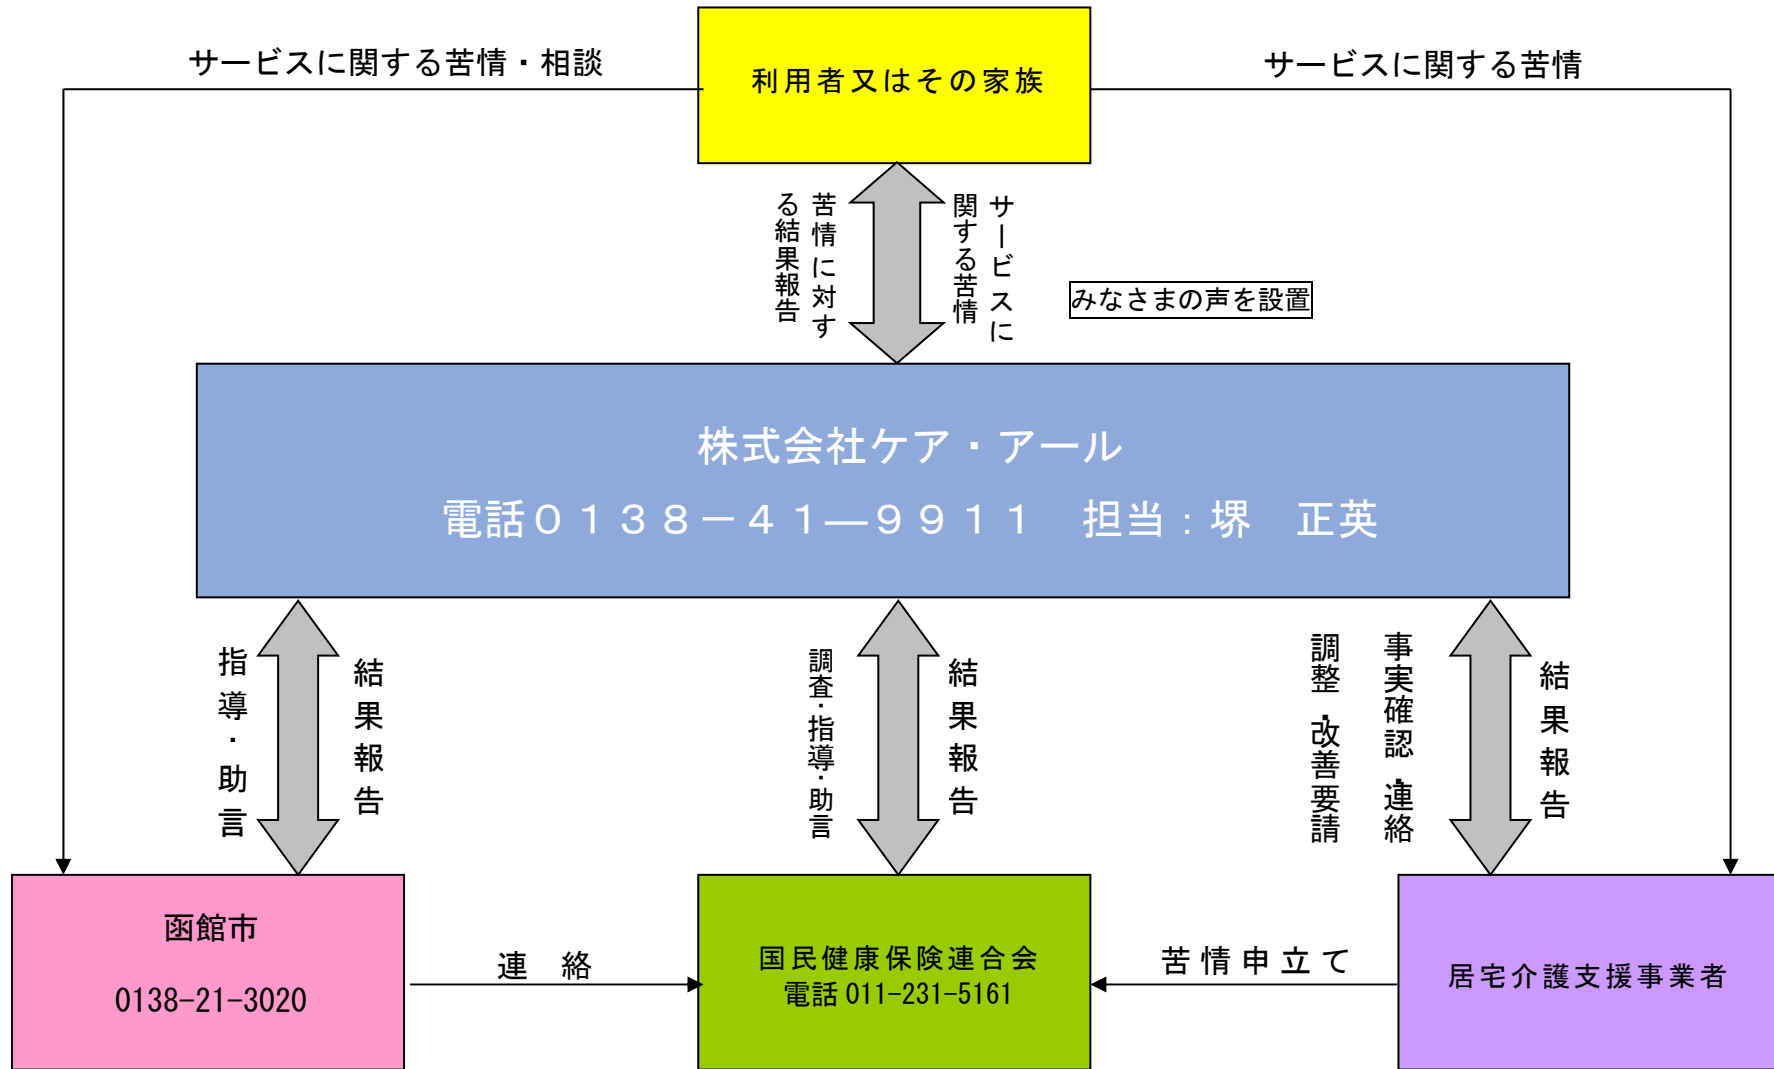 サービスに関する苦情・相談
利用者又はその家族
サービスに関する苦情
苦情に対す
る結果報告
サービスに
関する苦情
みなさまの声を設置
株式会社ケア・アール
電話０１３８－４１―９９１１　担当：堺　正英
指導・助言
結果報告
調査・指導・助言
結果報告
事実確認・連絡
調整・改善要請
結果報告
函館市
0138-21-3020
連　絡
国民健康保険連合会
電話 011-231-5161
苦情申立て
居宅介護支援事業者